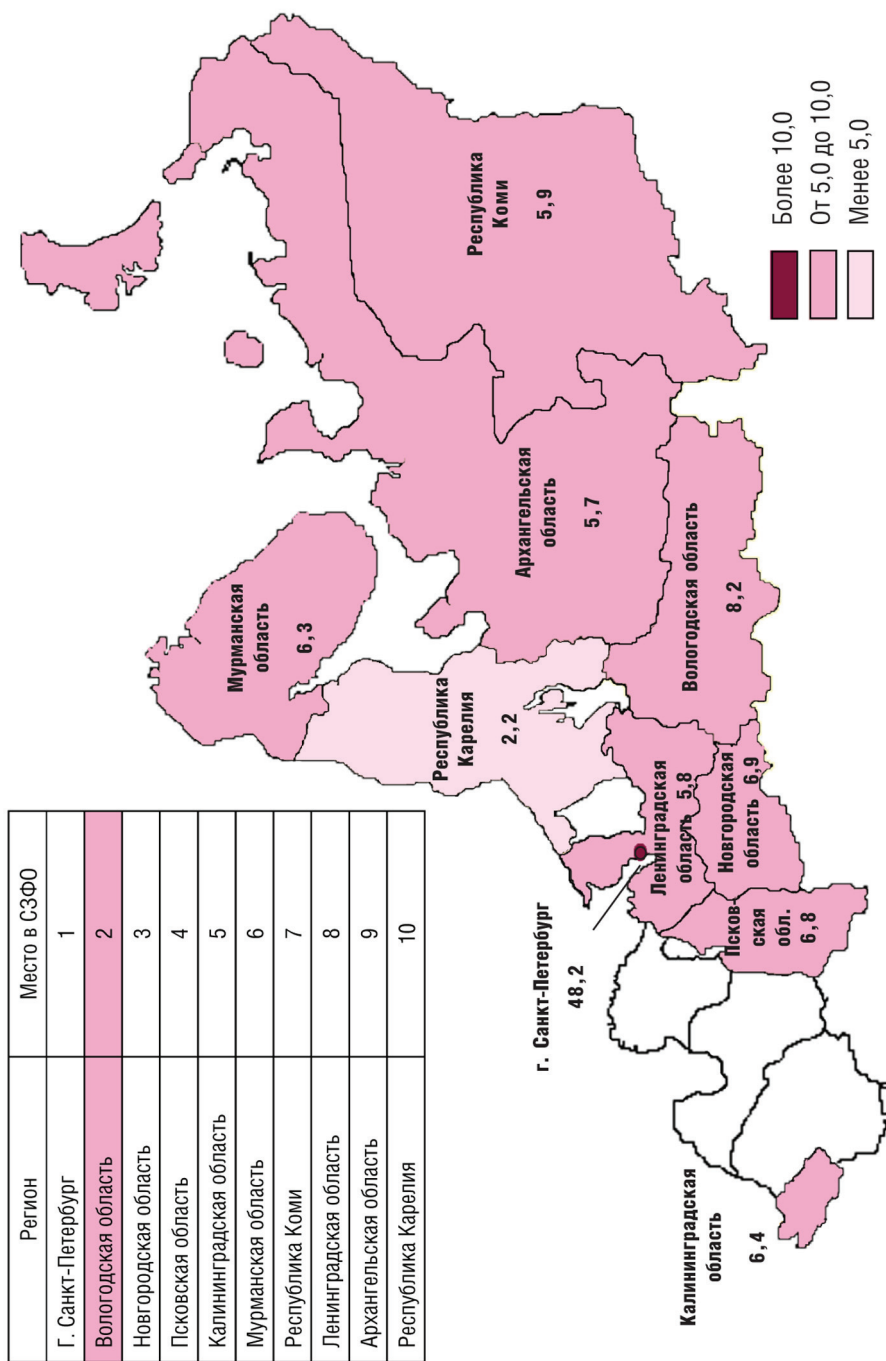 Регион Место в СЗФО
Г. Санкт-Петербург 1
Вологодская область 2
Новгородская область 3
Псковская область 4
Калининградская область 5
Мурманская область 6
Республика Коми 7
Ленинградская область 8
Архангельская область 9
Республика Карелия 10
Мурманская
область
6,3
Республика
Карелия
2,2
Республика
Коми
5,9
Архангельская
область
5,7
г. Санкт-Петербург
48,2
Ленинградская
область 5,8
Вологодская область
8,2
Новгородская
область 6,9
Псков-
ская
обл.
6,8
Калининградская
область
6,4
Более 10,0
От 5,0 до 10,0
Менее 5,0